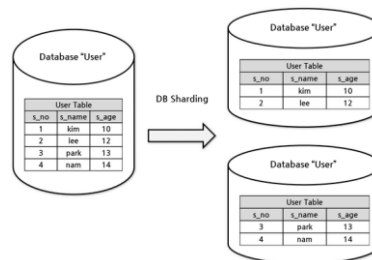 Database "User"
User Table
s_no s_name s_age
1 kim 10
2 lee 12
3 park 13
4 nam 14
DB Sharding
Database "User"
User Table
s_no s_name s_age
1 kim 10
2 lee 12
Database "User"
User Table
s_no s_name s_age
3 park 13
4 nam 14